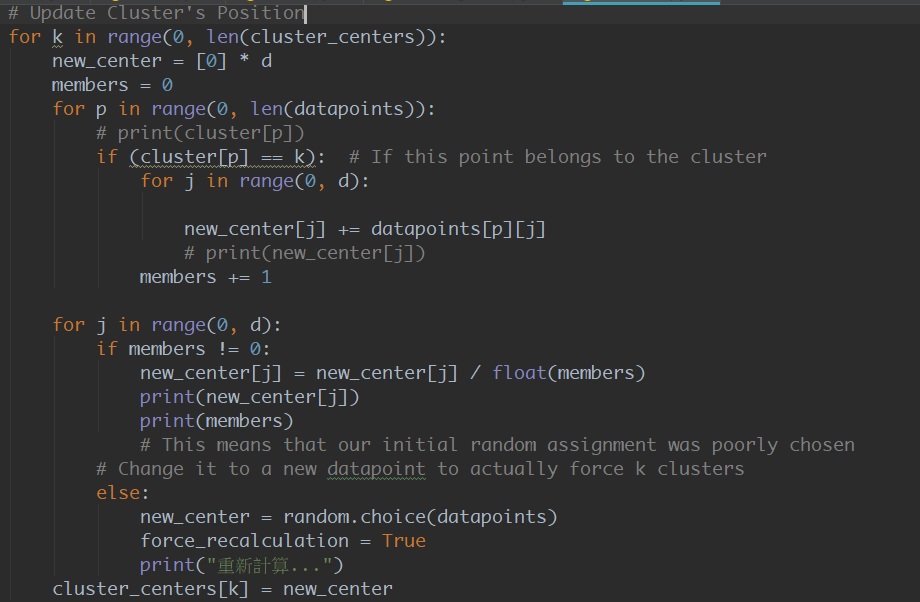 # Update Cluster's Position
for k in range(0, len(cluster_centers)):
    new_center = [0] * d
    members = 0
    for p in range(0, len(datapoints)):
        # print(cluster[p])
        if (cluster[p] == k):  # If this point belongs to the cluster
            for j in range(0, d):
                new_center[j] += datapoints[p][j]
                # print(new_center[j])
            members += 1
    for j in range(0, d):
        if members != 0:
            new_center[j] = new_center[j] / float(members)
            print(new_center[j])
            print(members)
            # This means that our initial random assignment was poorly chosen
        # Change it to a new datapoint to actually force k clusters
        else:
            new_center = random.choice(datapoints)
            force_recalculation = True
            print("重新計算...")
    cluster_centers[k] = new_center